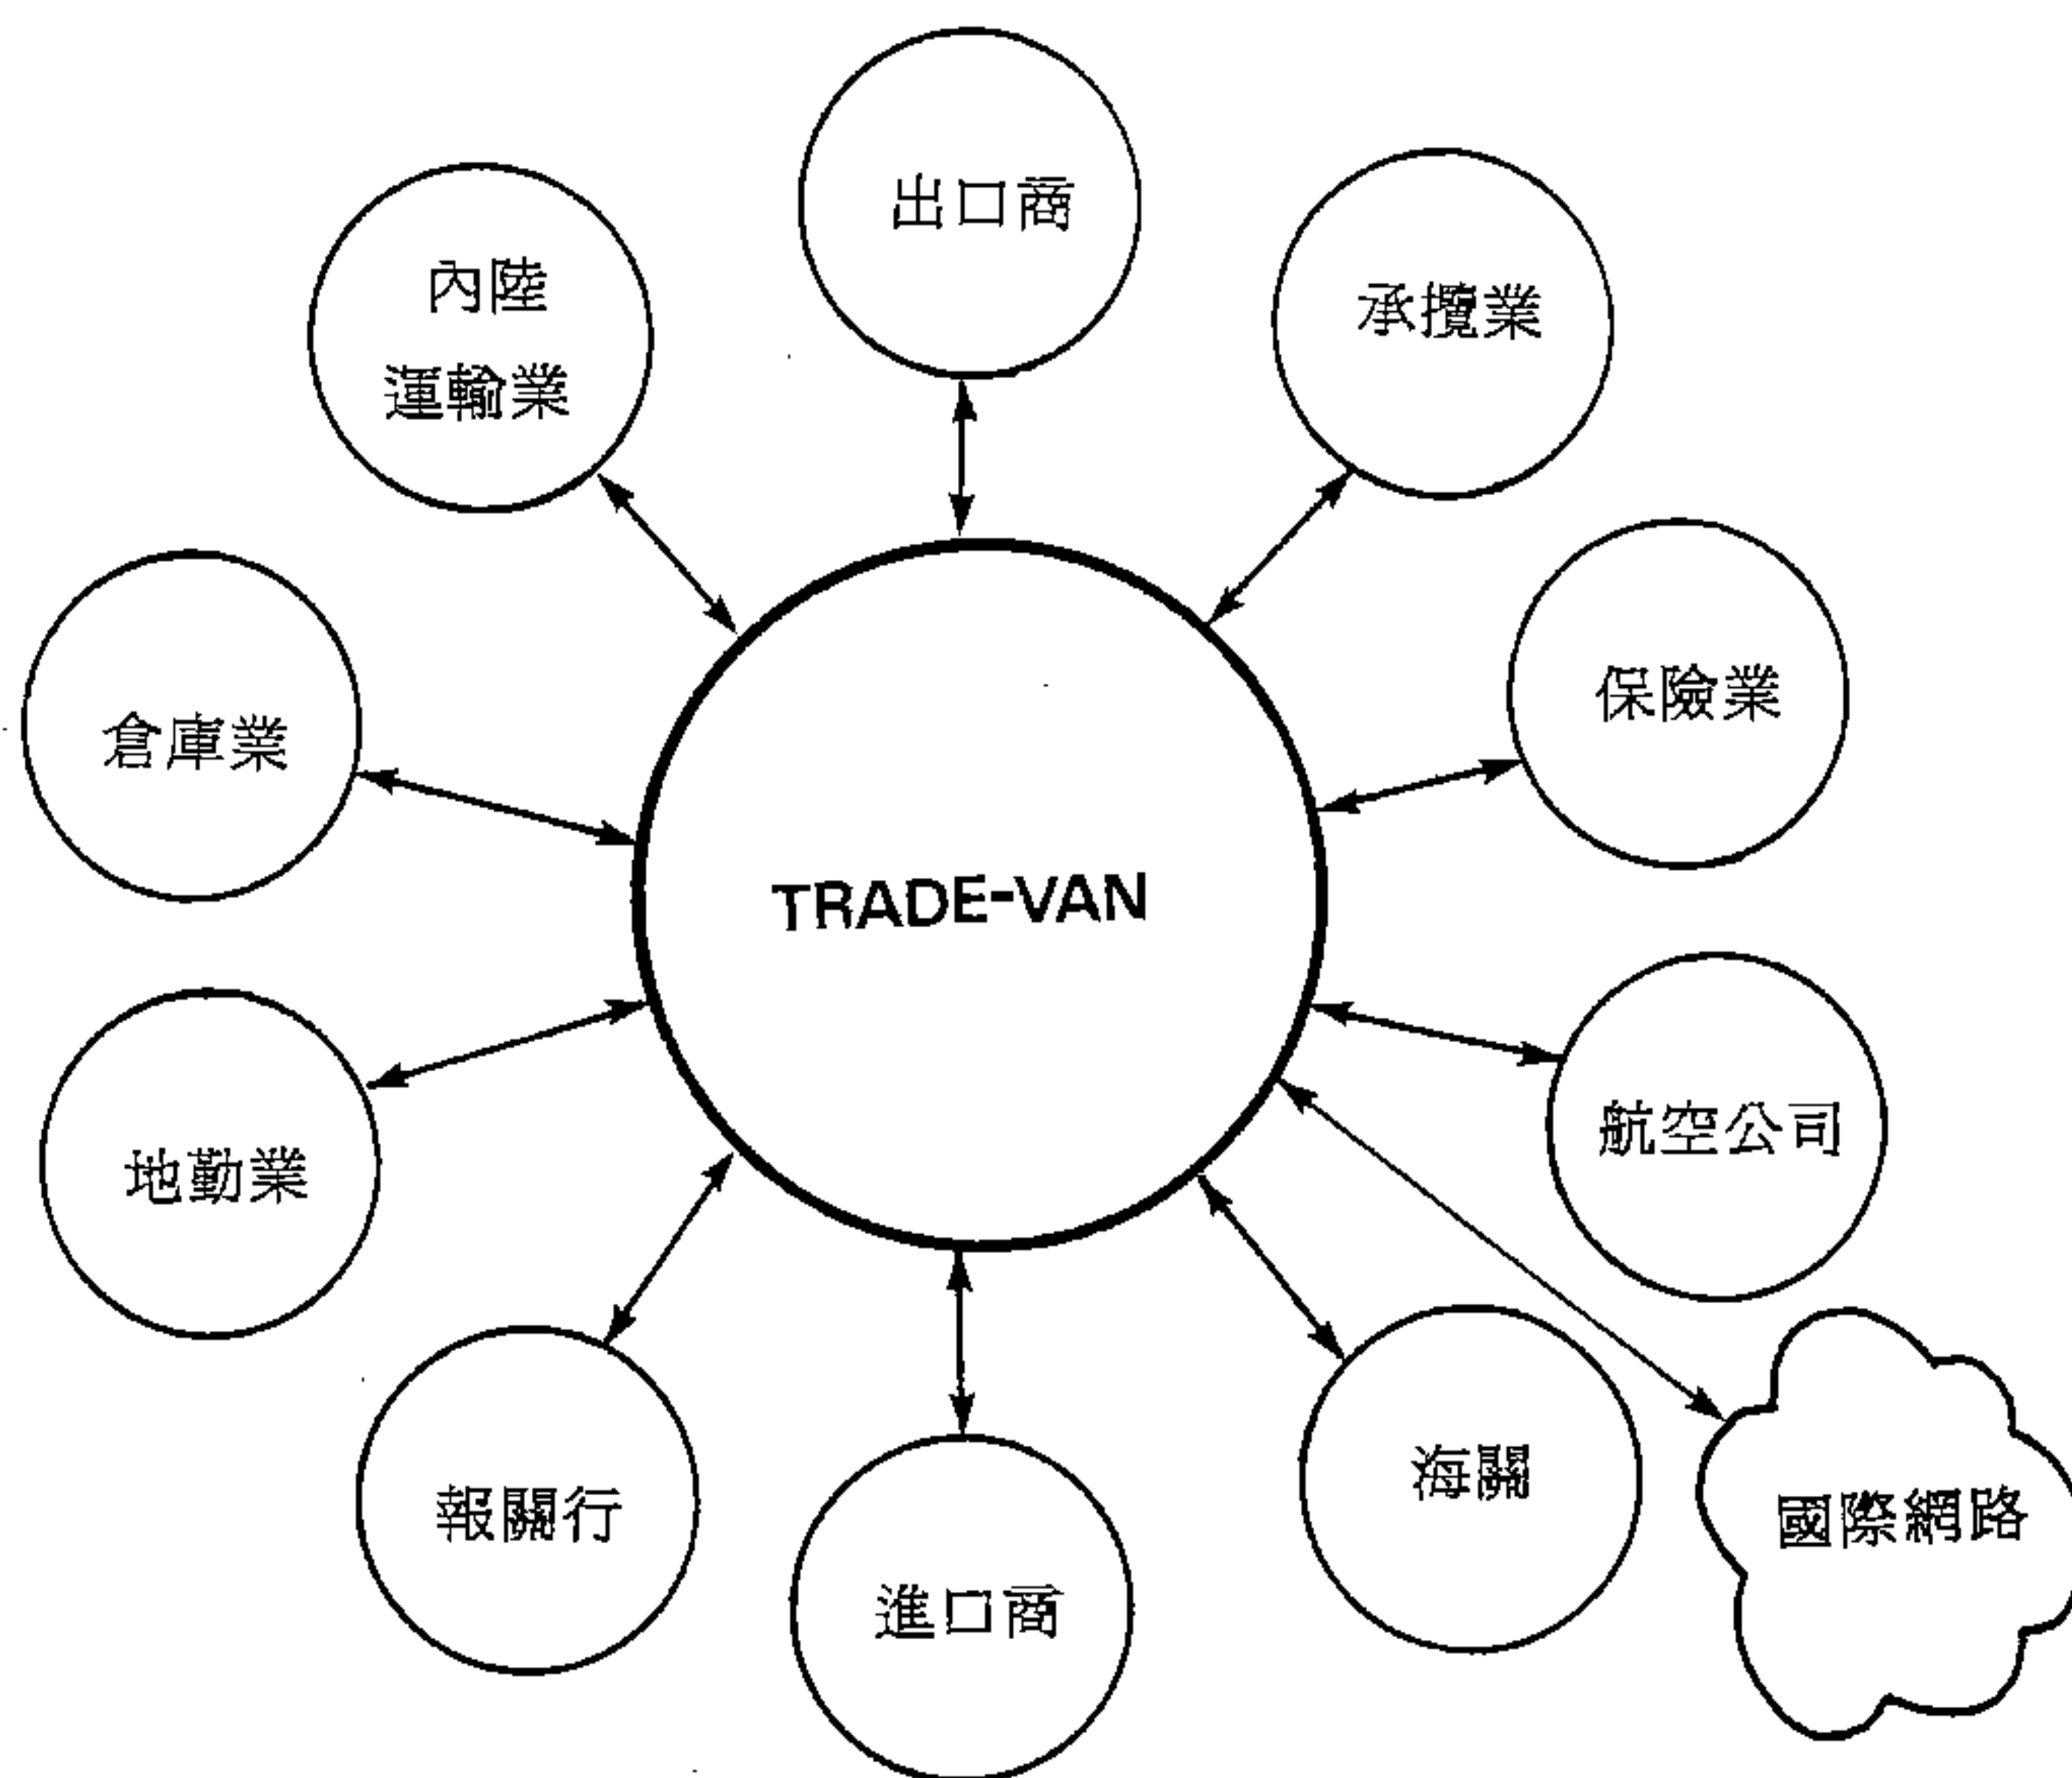 出口商
內陸
運輸業
承攬業
保險業
倉庫業
TRADE-VAN
航空公司
地勤業
海關
國際網路
報關行
進口商